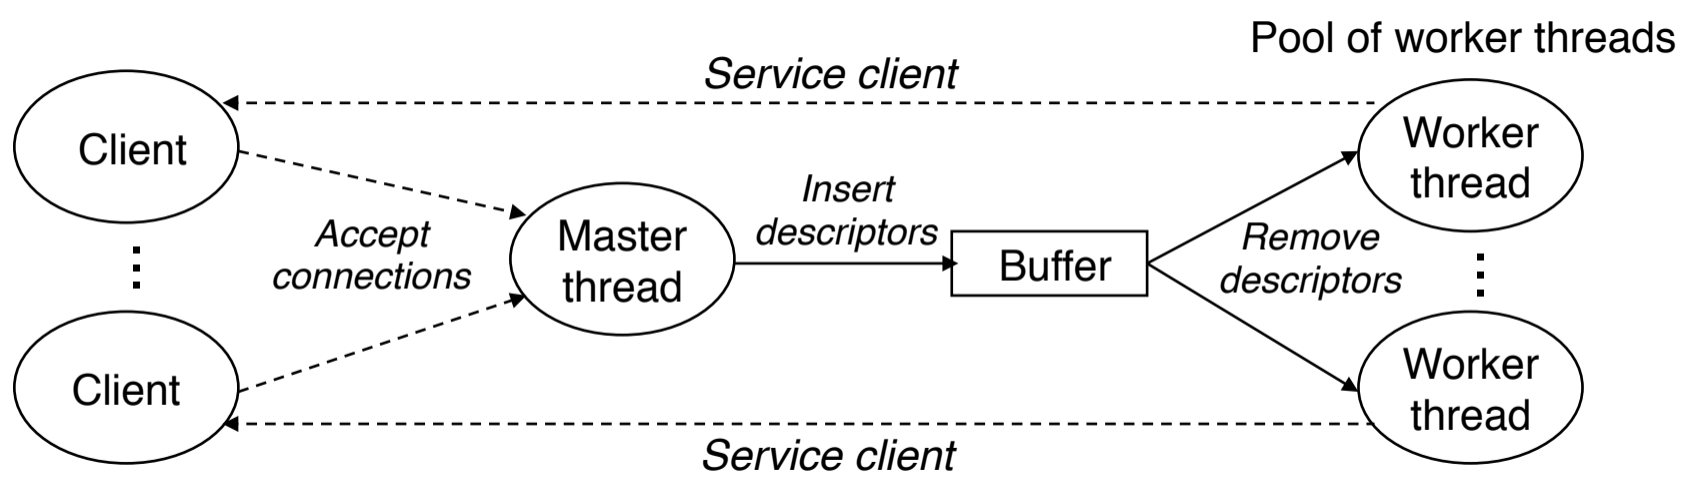 Pool of worker threads
Service client
Client
Worker
thread
Insert
descriptors
Accept
connections
Master
thread
Buffer
Remove
descriptors
Client
Worker
thread
Service client